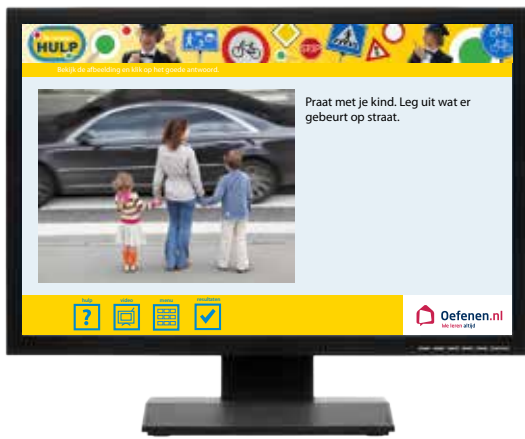 HULP
STOP
Bekijk de afbeelding en klik op het goede antwoord.
Praat met je kind. Leg uit wat er
gebeurt op straat.
hulp
video
menu
resultaten
?
Oefenen.nl
We leren altijd